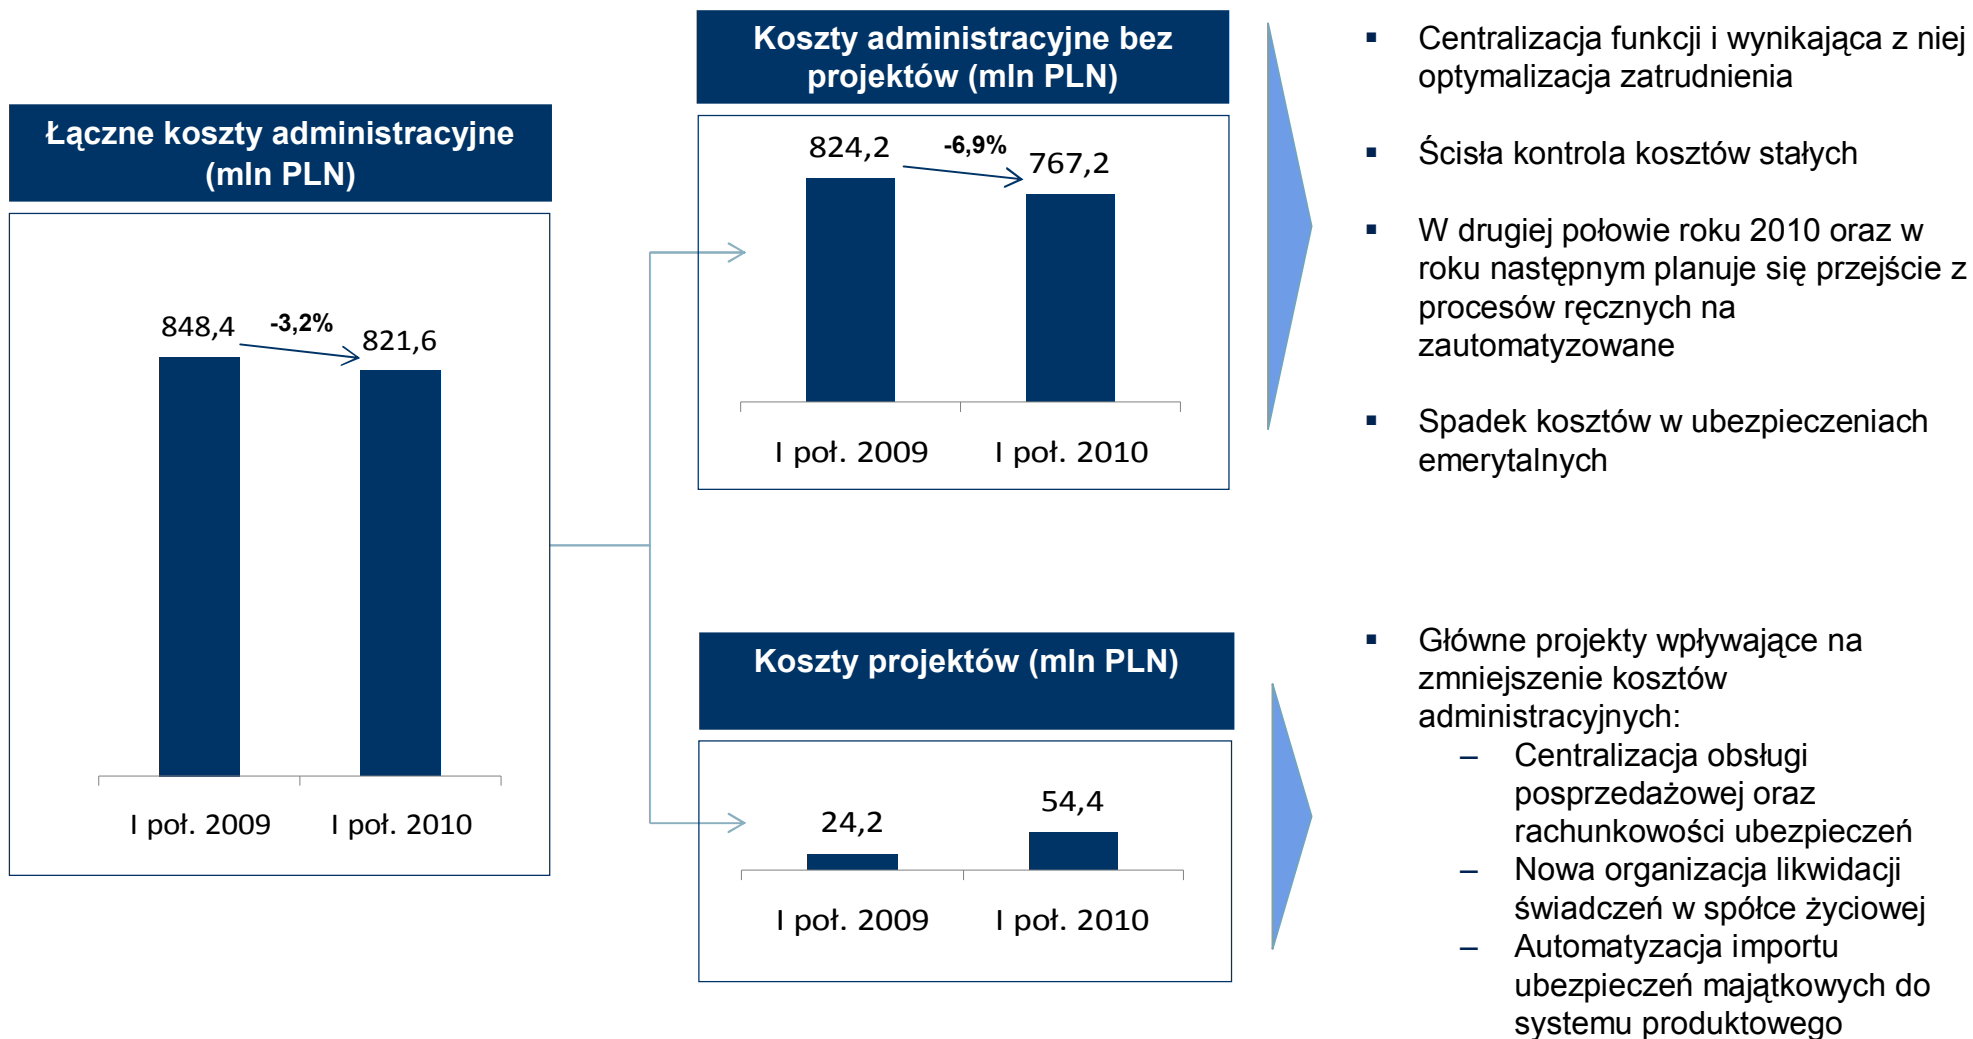 Łączne koszty administracyjne
(mln PLN)
848,4
-3,2%
821,6
I poł. 2009
I poł. 2010
Koszty administracyjne bez
projektów (mln PLN)
824,2
-6,9%
767,2
I poł. 2009
I poł. 2010
Koszty projektów (mln PLN)
24,2
54,4
I poł. 2009
I poł. 2010
▪ Centralizacja funkcji i wynikająca z niej
optymalizacja zatrudnienia
▪ Ścisła kontrola kosztów stałych
▪ W drugiej połowie roku 2010 oraz w
roku następnym planuje się przejście z
procesów ręcznych na
zautomatyzowane
▪ Spadek kosztów w ubezpieczeniach
emerytalnych
▪ Główne projekty wpływające na
zmniejszenie kosztów
administracyjnych:
– Centralizacja obsługi
posprzedażowej oraz
rachunkowości ubezpieczeń
– Nowa organizacja likwidacji
świadczeń w spółce życiowej
– Automatyzacja importu
ubezpieczeń majątkowych do
systemu produktowego